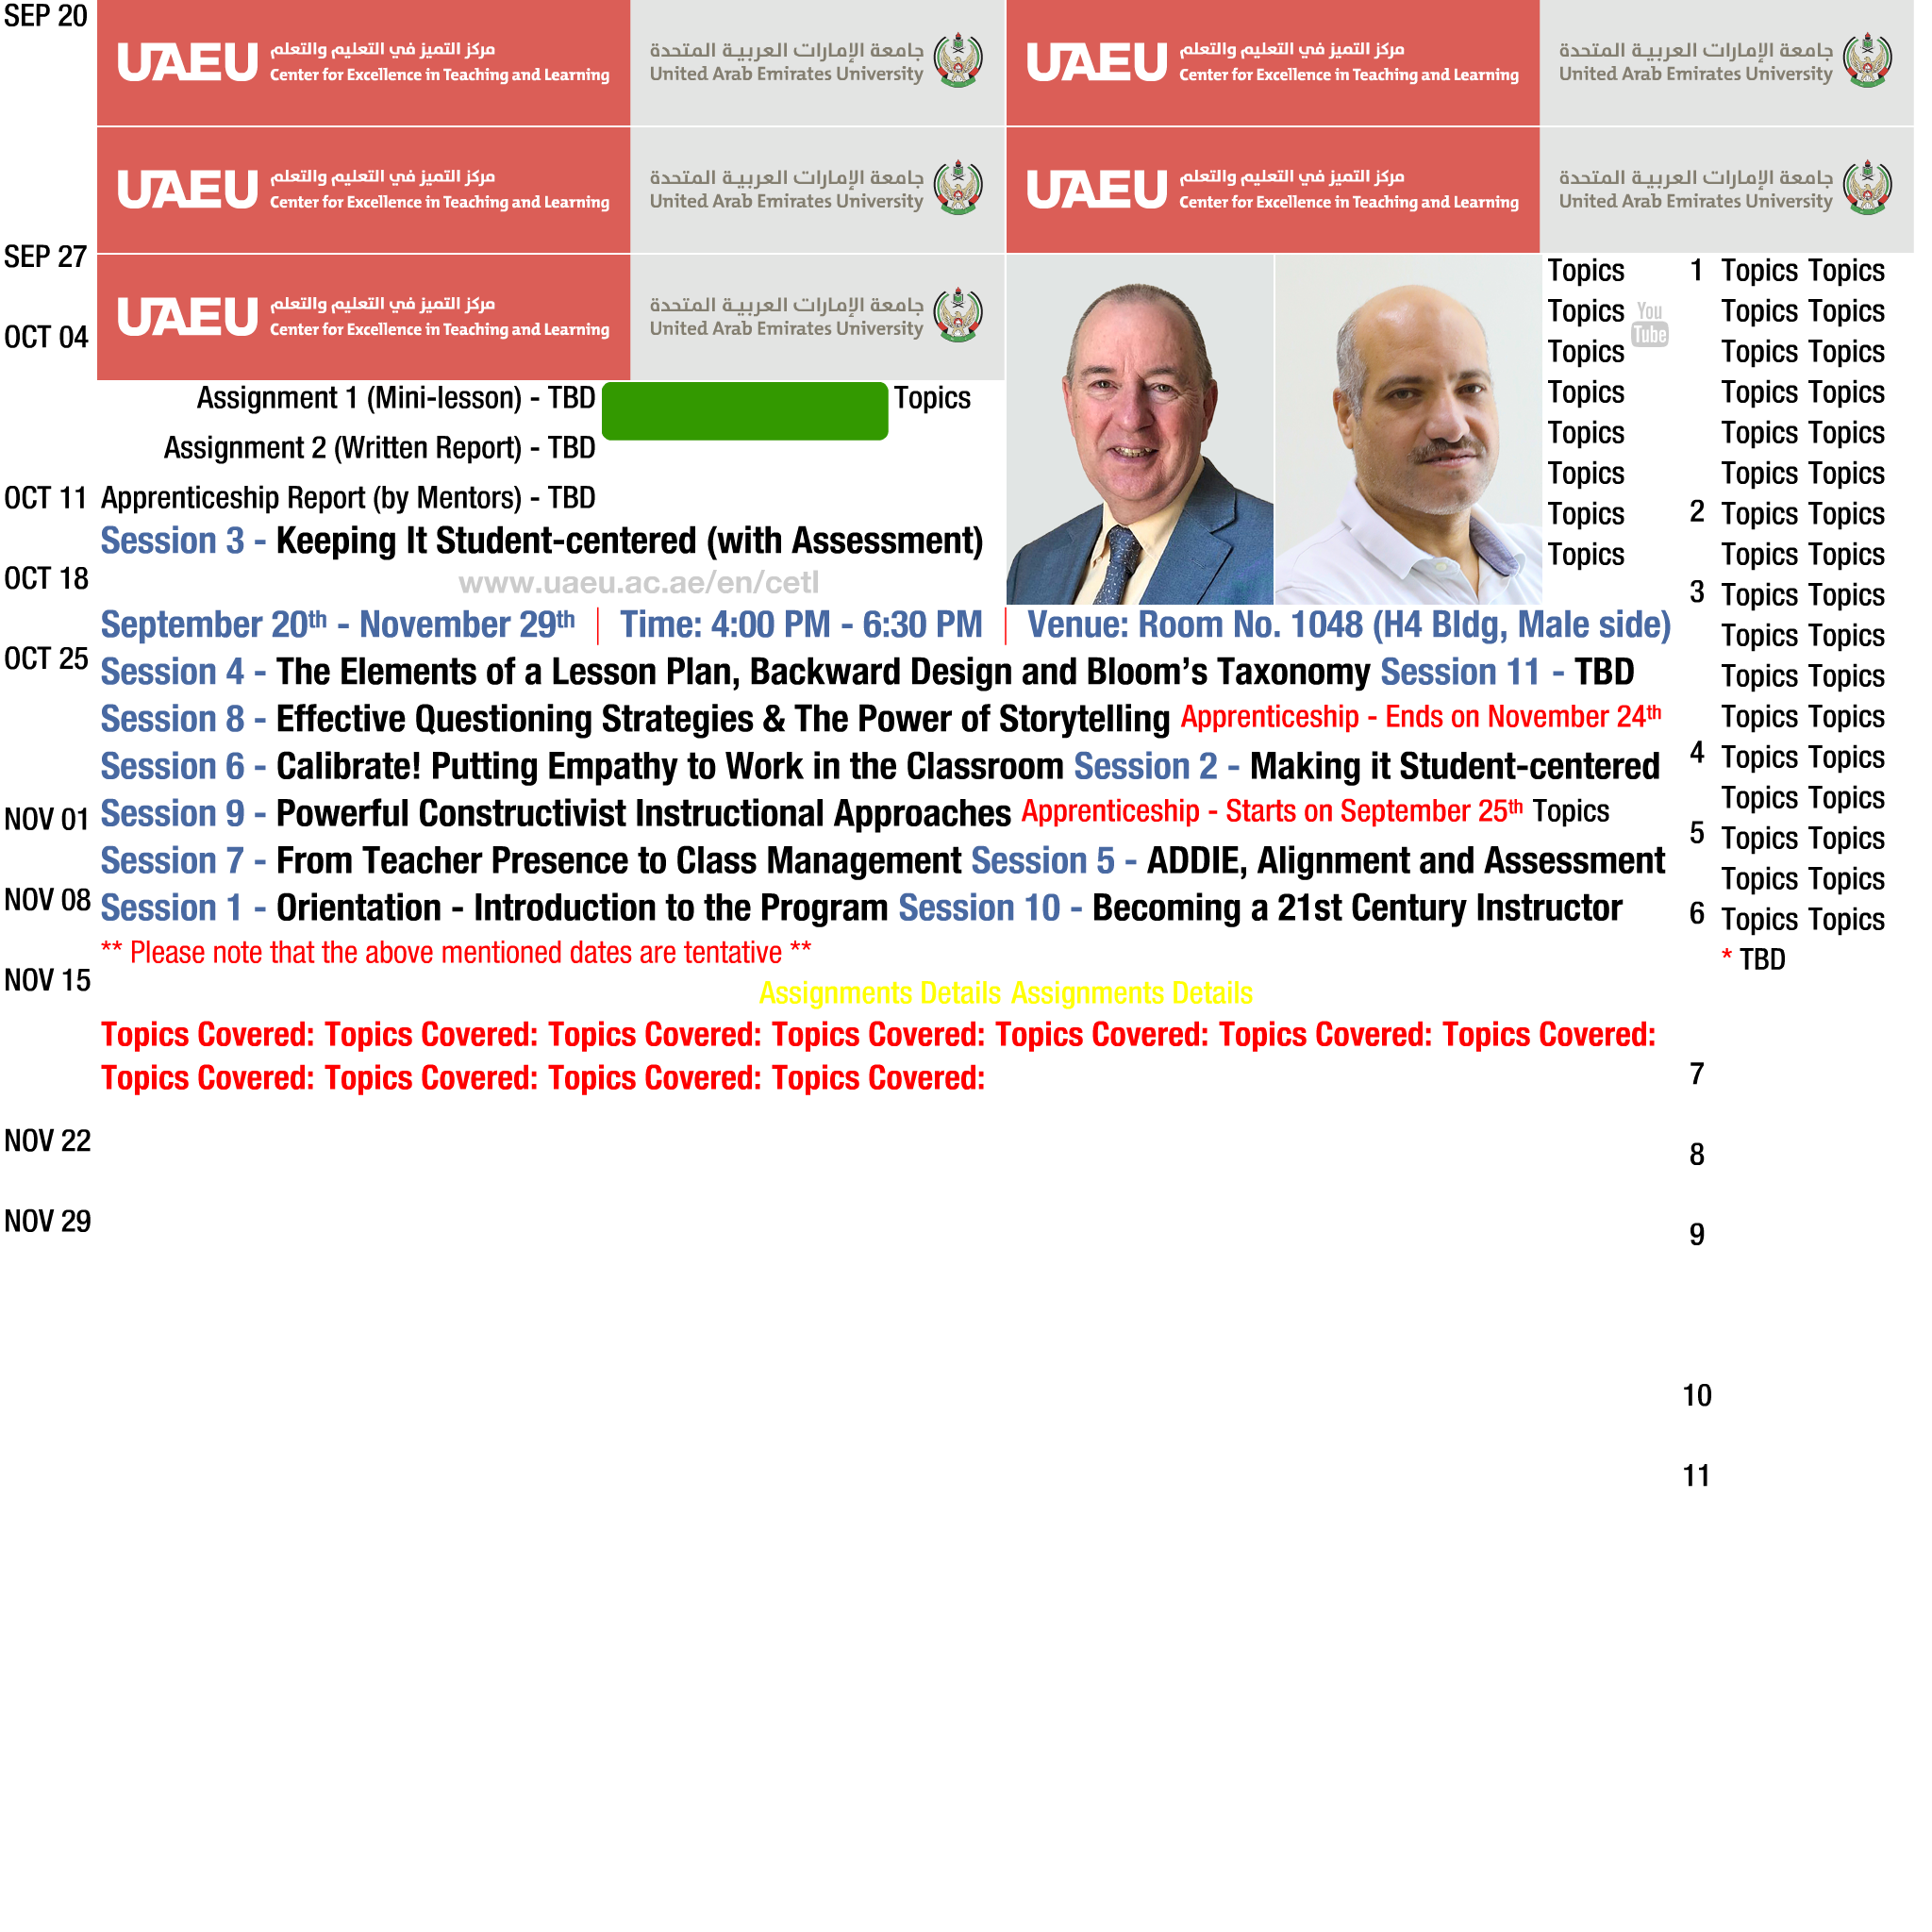 SEP 20
UAEU مركز التميز في التعليم والتعلم
Center for Excellence in Teaching and Learning
جامعة الإمارات العربية المتحدة
United Arab Emirates University
UAEU مركز التميز في التعليم والتعلم
Center for Excellence in Teaching and Learning
جامعة الإمارات العربية المتحدة
United Arab Emirates University
UAEU مركز التميز في التعليم والتعلم
Center for Excellence in Teaching and Learning
جامعة الإمارات العربية المتحدة
United Arab Emirates University
UAEU مركز التميز في التعليم والتعلم
Center for Excellence in Teaching and Learning
جامعة الإمارات العربية المتحدة
United Arab Emirates University
SEP 27
UAEU مركز التميز في التعليم والتعلم
Center for Excellence in Teaching and Learning
جامعة الإمارات العربية المتحدة
United Arab Emirates University
Topics 1 Topics Topics
Topics You Topics Topics
OCT 04
Topics Tube Topics Topics
Topics Topics Topics
Assignment 1 (Mini-lesson) - TBD Topics
Topics Topics Topics
Assignment 2 (Written Report) - TBD
Topics Topics Topics
OCT 11 Apprenticeship Report (by Mentors) - TBD
Topics 2 Topics Topics
Session 3 - Keeping It Student-centered (with Assessment)
Topics Topics Topics
OCT 18 www.uaeu.ac.ae/en/cetl
3 Topics Topics
September 20th - November 29th | Time: 4:00 PM - 6:30 PM | Venue: Room No. 1048 (H4 Bldg, Male side)
Topics Topics
OCT 25 Session 4 - The Elements of a Lesson Plan, Backward Design and Bloom’s Taxonomy Session 11 - TBD
Topics Topics
Session 8 - Effective Questioning Strategies & The Power of Storytelling Apprenticeship - Ends on November 24th
Topics Topics
Session 6 - Calibrate! Putting Empathy to Work in the Classroom Session 2 - Making it Student-centered
4 Topics Topics
Topics Topics
NOV 01 Session 9 - Powerful Constructivist Instructional Approaches Apprenticeship - Starts on September 25th Topics
5 Topics Topics
Session 7 - From Teacher Presence to Class Management Session 5 - ADDIE, Alignment and Assessment
Topics Topics
NOV 08 Session 1 - Orientation - Introduction to the Program Session 10 - Becoming a 21st Century Instructor
6 Topics Topics
** Please note that the above mentioned dates are tentative **
* TBD
NOV 15
Assignments Details Assignments Details
Topics Covered: Topics Covered: Topics Covered: Topics Covered: Topics Covered: Topics Covered: Topics Covered:
Topics Covered: Topics Covered: Topics Covered: Topics Covered:
7
NOV 22
8
NOV 29
9
10
11